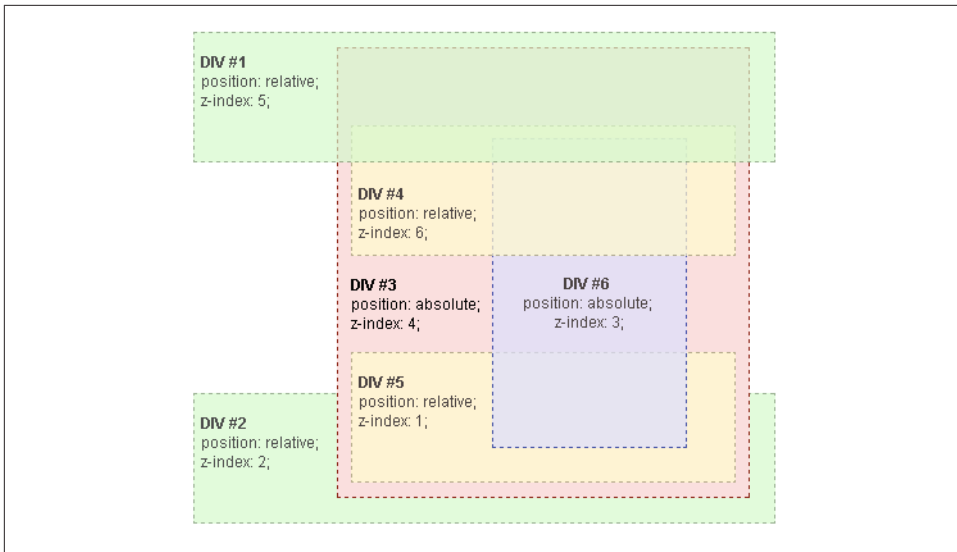 DIV #1
position: relative;
z-index: 5;
DIV #4
position: relative;
z-index: 6;
DIV #3
position: absolute;
z-index: 4;
DIV #6
position: absolute;
z-index: 3;
DIV #5
position: relative;
z-index: 1;
DIV #2
position: relative;
z-index: 2;